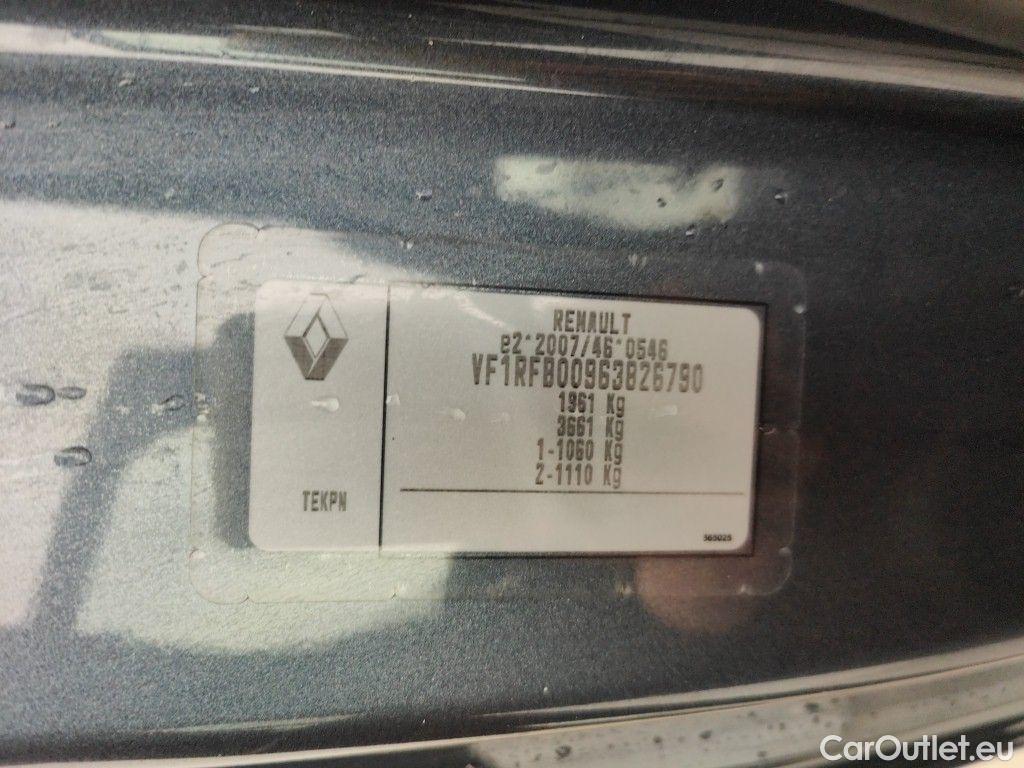 RENAULT
e2*2007/46*0546
VF1RFB00963826790
1961 Kg
3661 Kg
1-1060 Kg
2-1110 Kg
TEKPN
565025
CarOutlet.eu